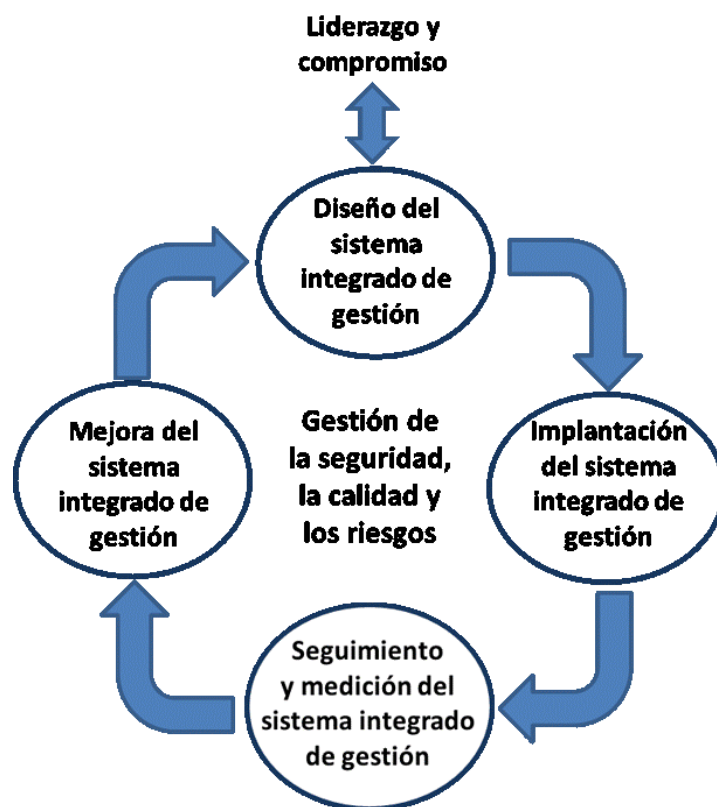 Liderazgo y
compromiso
Diseño del
sistema
integrado de
gestión
Implantación
del sistema
integrado de
gestión
Seguimiento
y medición del
sistema integrado
de gestión
Mejora del
sistema
integrado de
gestión
Gestión de
la seguridad,
la calidad y
los riesgos